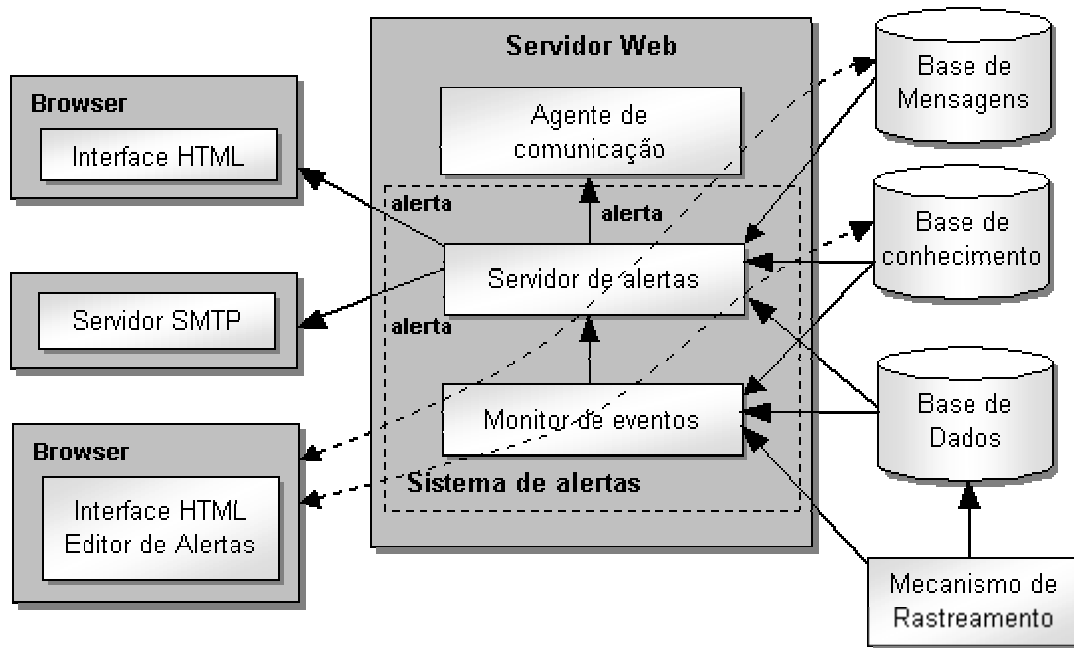 Servidor Web
Browser
Interface HTML
Agente de
comunicação
Base de
Mensagens
alerta
alerta
Base de
conhecimento
Servidor de alertas
Servidor SMTP
alerta
Monitor de eventos
Base de
Dados
Browser
Interface HTML
Editor de Alertas
Sistema de alertas
Mecanismo de
Rastreamento